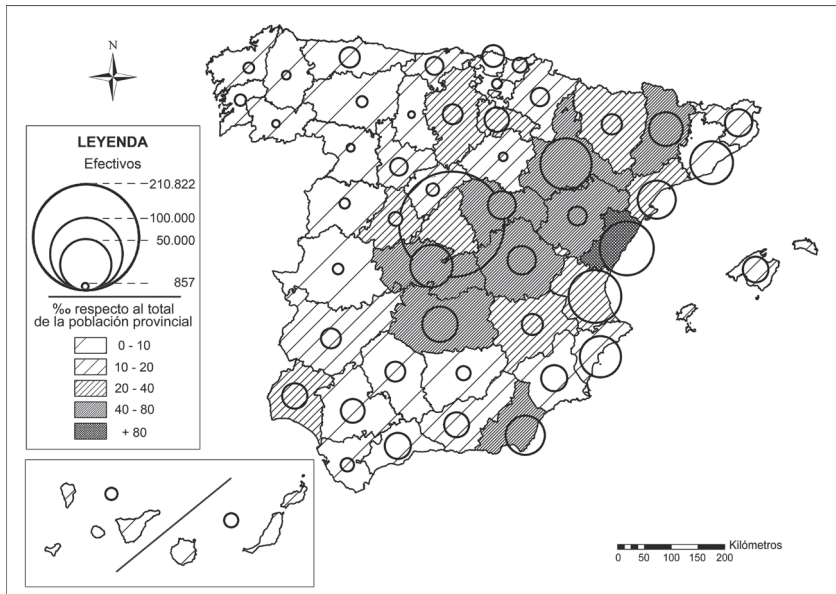 N
LEYENDA
Efectivos
210.822
100.000
50.000
857
‰ respecto al total
de la población provincial
0 - 10
10 - 20
20 - 40
40 - 80
+ 80
Kilómetros
0 50 100 150 200